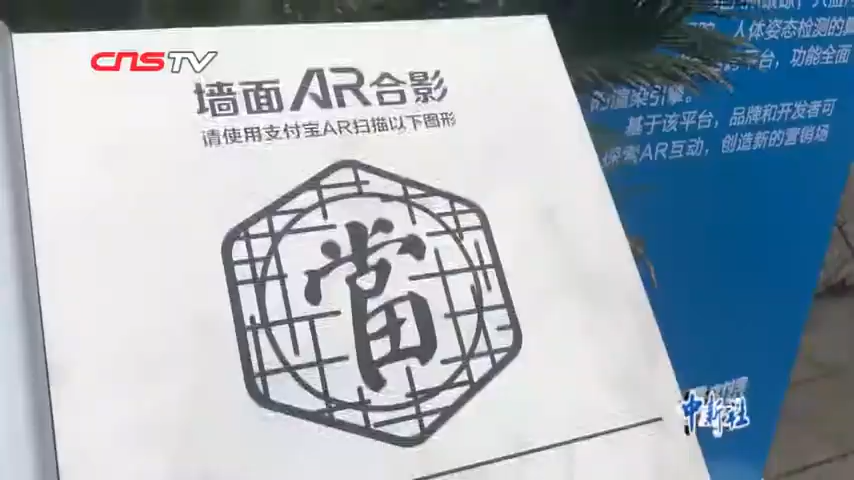 CNSTV
墙面AR合影
请使用支付宝AR扫描以下图形
當
人体姿态检测的
平台，功能全面
的渲染引擎。
基于该平台，品牌和开发者可
探索AR互动，创造新的营销场
中新社